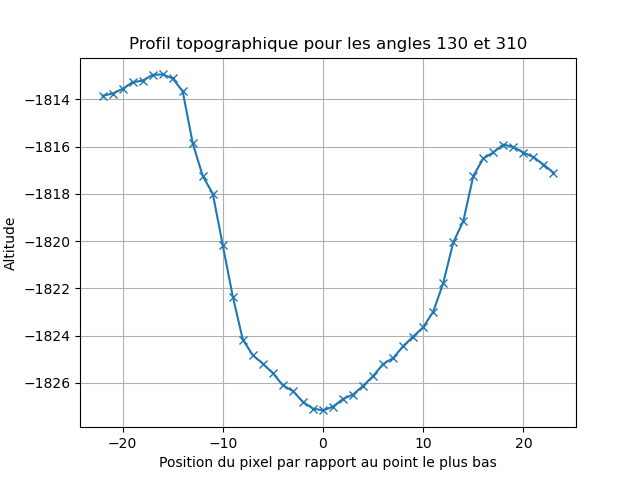 Profil topographique pour les angles 130 et 310
−1814
−1816
−1818
−1820
−1822
−1824
−1826
Altitude
−20 −10 0 10 20
Position du pixel par rapport au point le plus bas